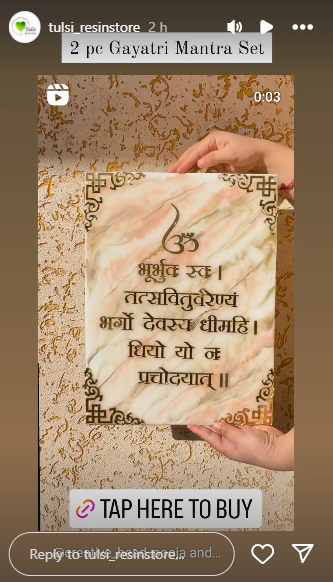 tulsi_resinstore 2 h
2 pc Gayatri Mantra Set
0:03
ॐ
भूर्भुवः स्वः ।
तत्सवितुर्वरेण्यं
भर्गो देवस्य धीमहि ।
धियो यो नः
प्रचोदयात् ॥
TAP HERE TO BUY
Reply to tulsi_resinstore...